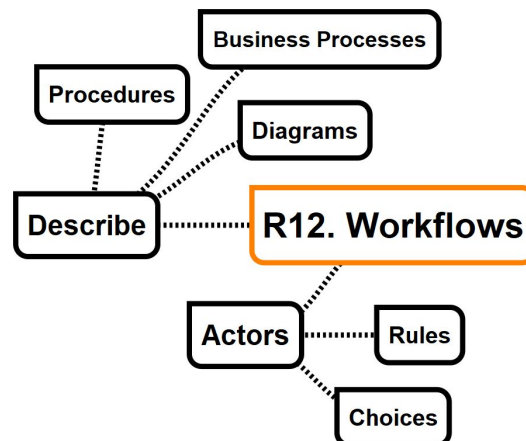 Business Processes
Procedures
Diagrams
Describe
R12. Workflows
Actors
Rules
Choices